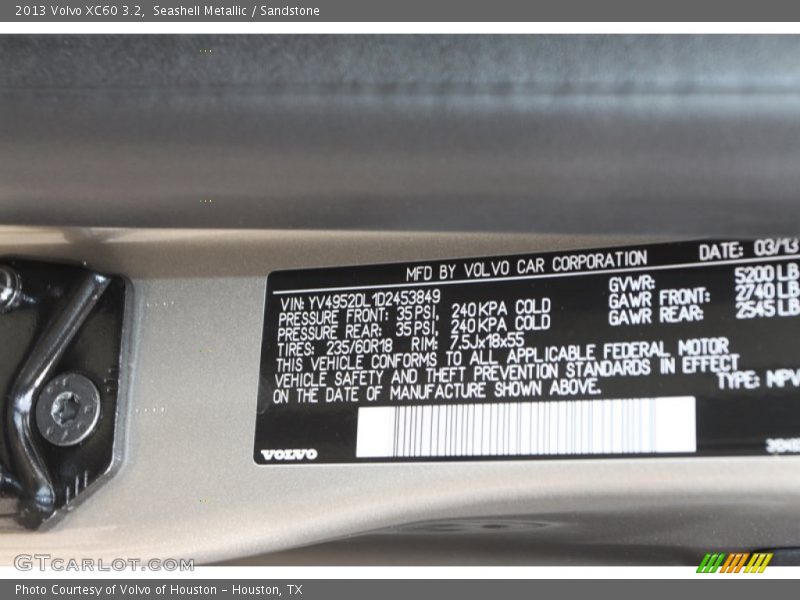 2013 Volvo XC60 3.2, Seashell Metallic / Sandstone
MFD BY VOLVO CAR CORPORATION DATE: 03/13
VIN: YV4952DL1D2453849
PRESSURE FRONT: 35 PSI, 240 KPA COLD
PRESSURE REAR: 35 PSI, 240 KPA COLD
TIRES: 235/60R18 RIM: 7,5Jx18x55
GVWR: 5200 LB
GAWR FRONT: 2740 LB
GAWR REAR: 2545 LB
THIS VEHICLE CONFORMS TO ALL APPLICABLE FEDERAL MOTOR
VEHICLE SAFETY AND THEFT PREVENTION STANDARDS IN EFFECT
ON THE DATE OF MANUFACTURE SHOWN ABOVE.
TYPE: MPV
VOLVO
GTCARLOT.COM
Photo Courtesy of Volvo of Houston - Houston, TX